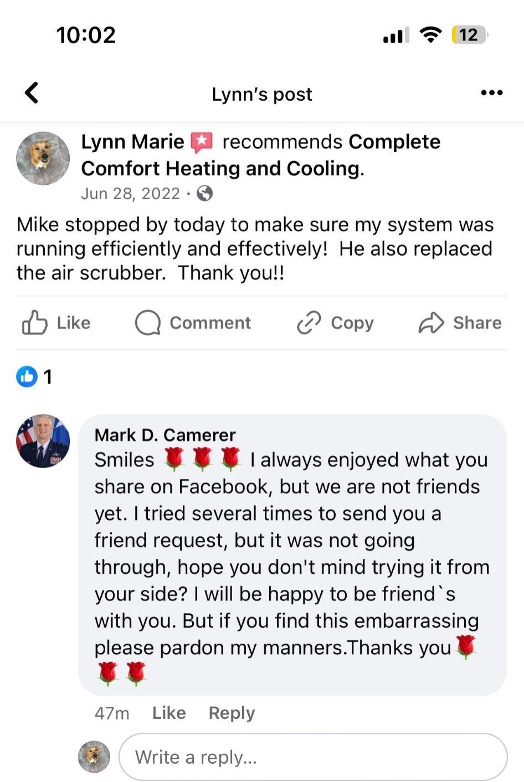 10:02
12
Lynn's post
Lynn Marie recommends Complete
Comfort Heating and Cooling.
Jun 28, 2022 ·
Mike stopped by today to make sure my system was
running efficiently and effectively!  He also replaced
the air scrubber.  Thank you!!
Like Comment Copy Share
1
Mark D. Camerer
Smiles 🌹🌹🌹 I always enjoyed what you
share on Facebook, but we are not friends
yet. I tried several times to send you a
friend request, but it was not going
through, hope you don't mind trying it from
your side? I will be happy to be friend`s
with you. But if you find this embarrassing
please pardon my manners.Thanks you🌹
🌹🌹
47m Like Reply
Write a reply...